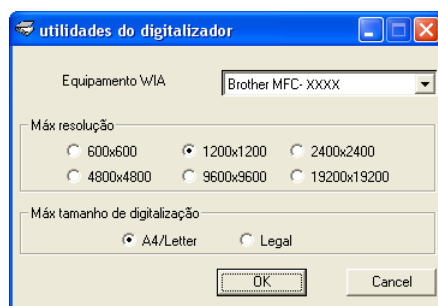 utilidades do digitalizador
Equipamento WIA Brother MFC- XXXX
Máx resolução
600x600 1200x1200 2400x2400
4800x4800 9600x9600 19200x19200
Máx tamanho de digitalização
A4/Letter Legal
OK Cancel